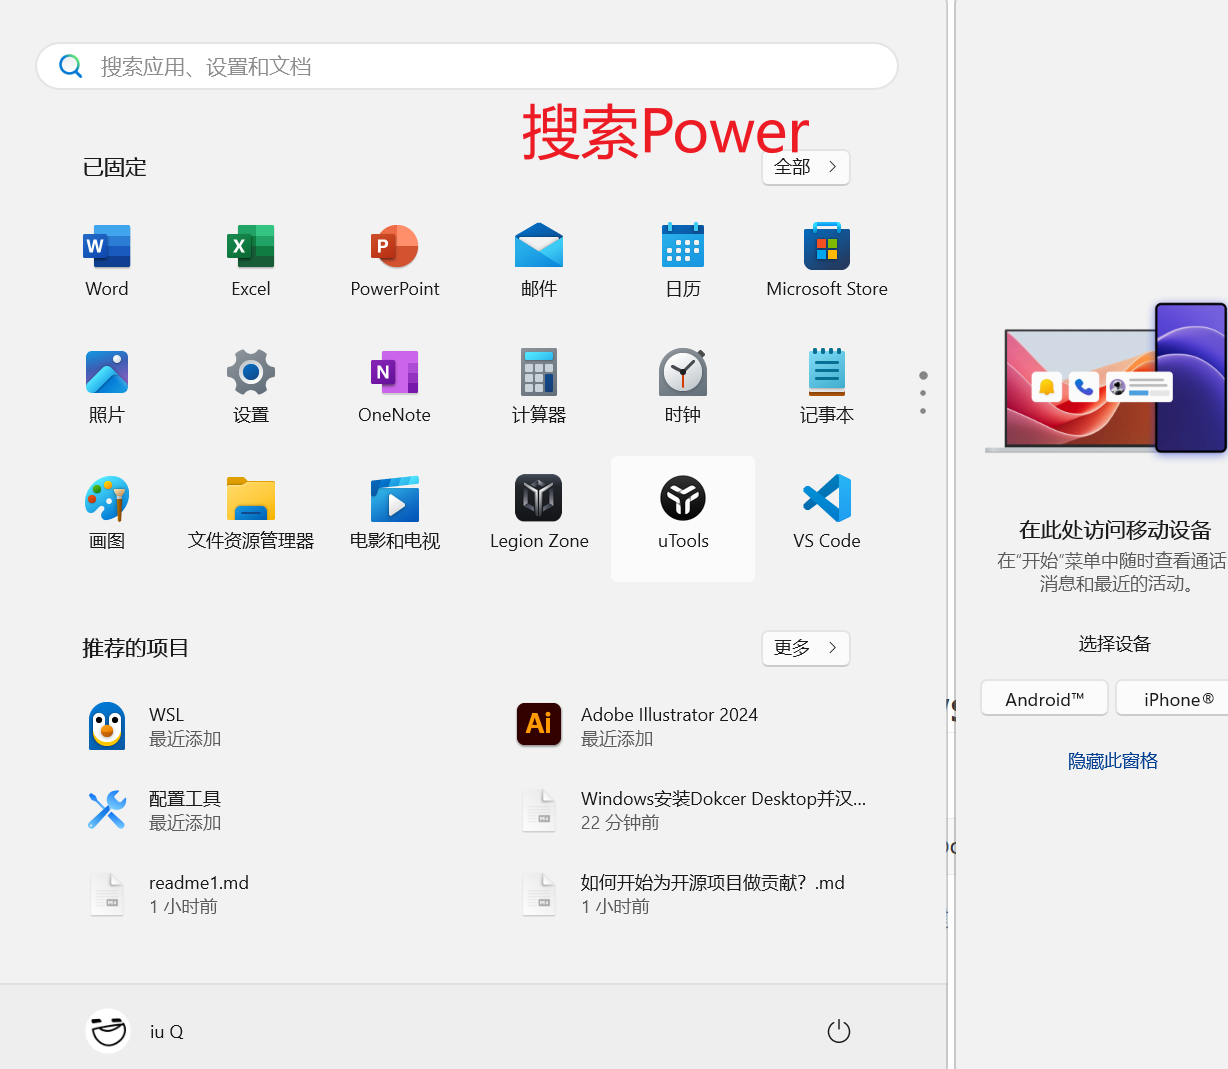 搜索应用、设置和文档
搜索Power
已固定
全部
Word
Excel
PowerPoint
邮件
日历
Microsoft Store
照片
设置
OneNote
计算器
时钟
记事本
画图
文件资源管理器
电影和电视
Legion Zone
uTools
VS Code
推荐的项目
更多
WSL
最近添加
Adobe Illustrator 2024
最近添加
配置工具
最近添加
Windows安装Dokcer Desktop并汉...
22 分钟前
readme1.md
1 小时前
如何开始为开源项目做贡献？.md
1 小时前
iu Q
在此处访问移动设备
在“开始”菜单中随时查看通话
消息和最近的活动。
选择设备
Android™
iPhone®
隐藏此窗格